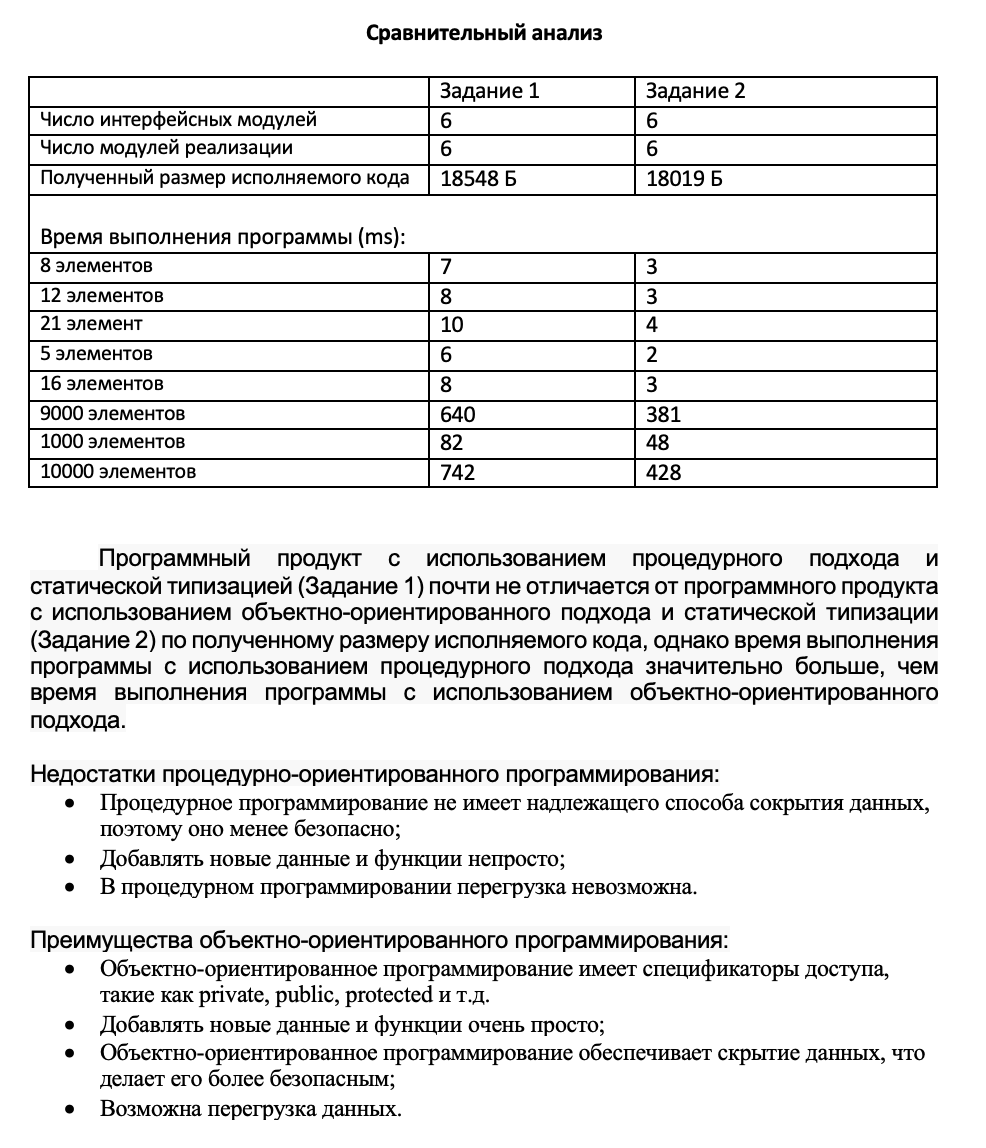 Сравнительный анализ
Задание 1 Задание 2
Число интерфейсных модулей 6 6
Число модулей реализации 6 6
Полученный размер исполняемого кода 18548 Б 18019 Б
Время выполнения программы (ms):
8 элементов 7 3
12 элементов 8 3
21 элемент 10 4
5 элементов 6 2
16 элементов 8 3
9000 элементов 640 381
1000 элементов 82 48
10000 элементов 742 428
Программный продукт с использованием процедурного подхода и
статической типизацией (Задание 1) почти не отличается от программного продукта
с использованием объектно-ориентированного подхода и статической типизации
(Задание 2) по полученному размеру исполняемого кода, однако время выполнения
программы с использованием процедурного подхода значительно больше, чем
время выполнения программы с использованием объектно-ориентированного
подхода.
Недостатки процедурно-ориентированного программирования:
• Процедурное программирование не имеет надлежащего способа сокрытия данных,
поэтому оно менее безопасно;
• Добавлять новые данные и функции непросто;
• В процедурном программировании перегрузка невозможна.
Преимущества объектно-ориентированного программирования:
• Объектно-ориентированное программирование имеет спецификаторы доступа,
такие как private, public, protected и т.д.
• Добавлять новые данные и функции очень просто;
• Объектно-ориентированное программирование обеспечивает скрытие данных, что
делает его более безопасным;
• Возможна перегрузка данных.